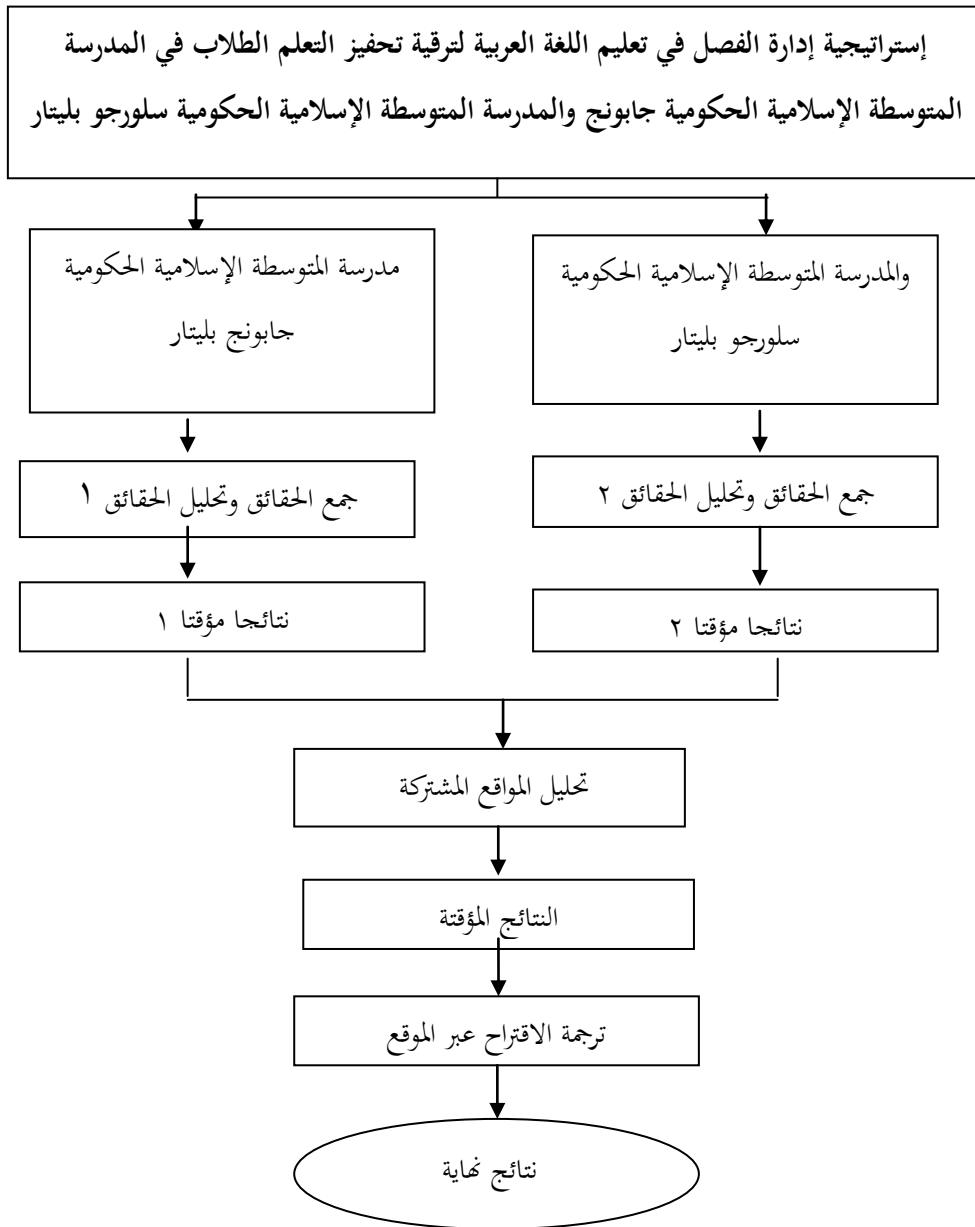 إستراتيجية إدارة الفصل في تعليم اللغة العربية لترقية تحفيز التعلم الطلاب في المدرسة
المتوسطة الإسلامية الحكومية جابونج والمدرسة المتوسطة الإسلامية الحكومية سلورجو بليتار
والمدرسة المتوسطة الإسلامية الحكومية
سلورجو بليتار
مدرسة المتوسطة الإسلامية الحكومية
جابونج بليتار
جمع الحقائق وتحليل الحقائق ٢
جمع الحقائق وتحليل الحقائق ١
نتائجا مؤقتا ٢
نتائجا مؤقتا ١
تحليل المواقع المشتركة
النتائج المؤقتة
ترجمة الاقتراح عبر الموقع
نتائج نهاية